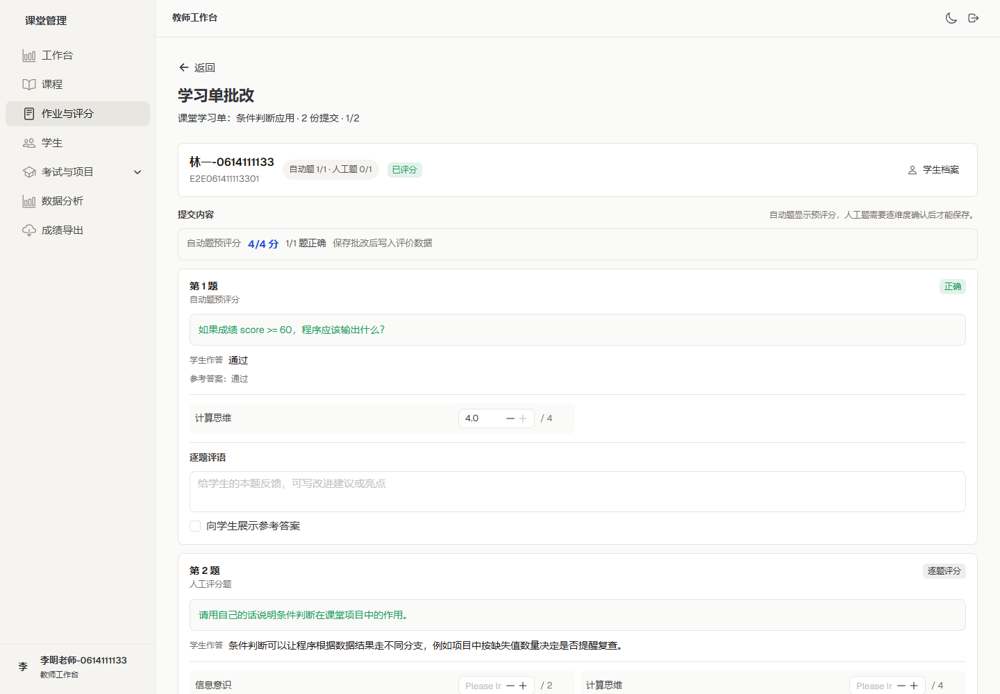 课堂管理
工作台
课程
作业与评分
学生
考试与项目
数据分析
成绩导出
李
李明老师-0614111133
教师工作台
教师工作台
返回
学习单批改
课堂学习单：条件判断应用 · 2 份提交 · 1/2
林一-0614111133
E2E061411113301
自动题 1/1 · 人工题 0/1
已评分
学生档案
提交内容
自动题显示预评分，人工题需要逐维度确认后才能保存。
自动题预评分 4/4 分 1/1 题正确 保存批改后写入评价数据
第 1 题
正确
自动题预评分
如果成绩 score >= 60，程序应该输出什么？
学生作答 通过
参考答案：通过
计算思维
4.0
/ 4
逐题评语
给学生的本题反馈，可写改进建议或亮点
向学生展示参考答案
第 2 题
逐题评分
人工评分题
请用自己的话说明条件判断在课堂项目中的作用。
学生作答 条件判断可以让程序根据数据结果走不同分支，例如项目中按缺失值数量决定是否提醒复查。
信息意识
Please Ir
/ 2
计算思维
Please Ir
/ 4